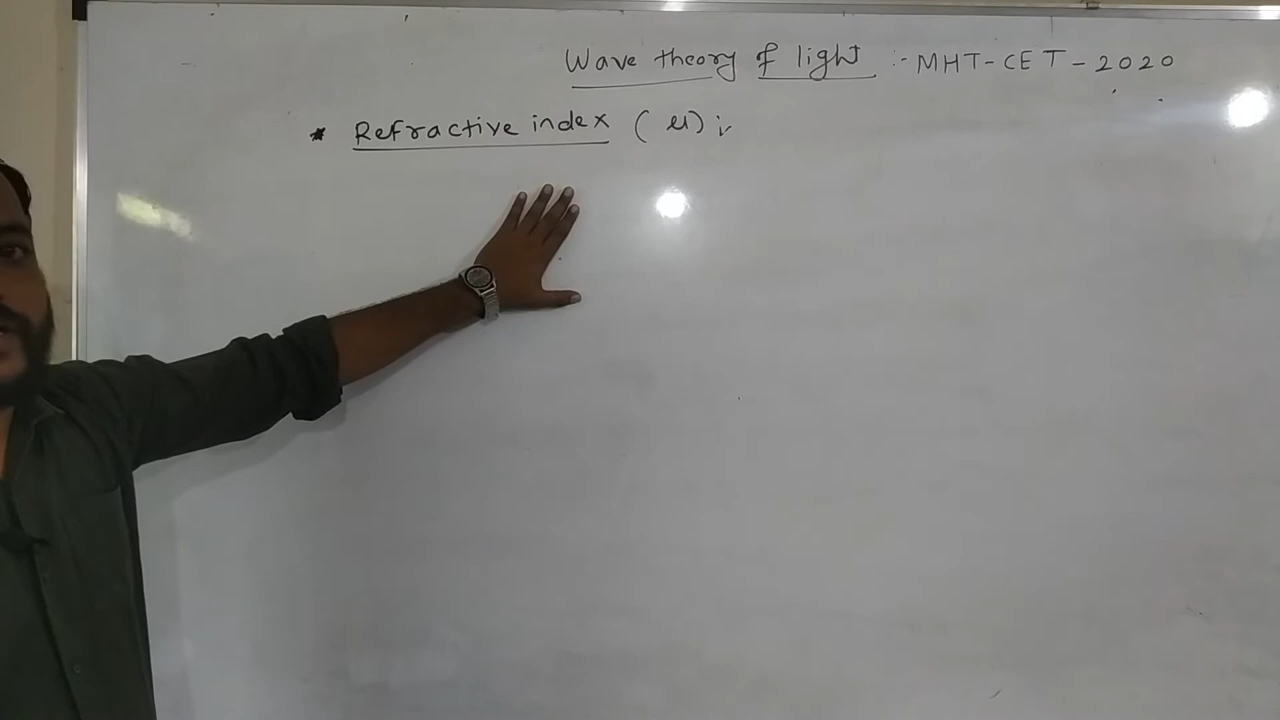 Wave theory of light :- MHT-CET-2020
* Refractive index (μ) :-